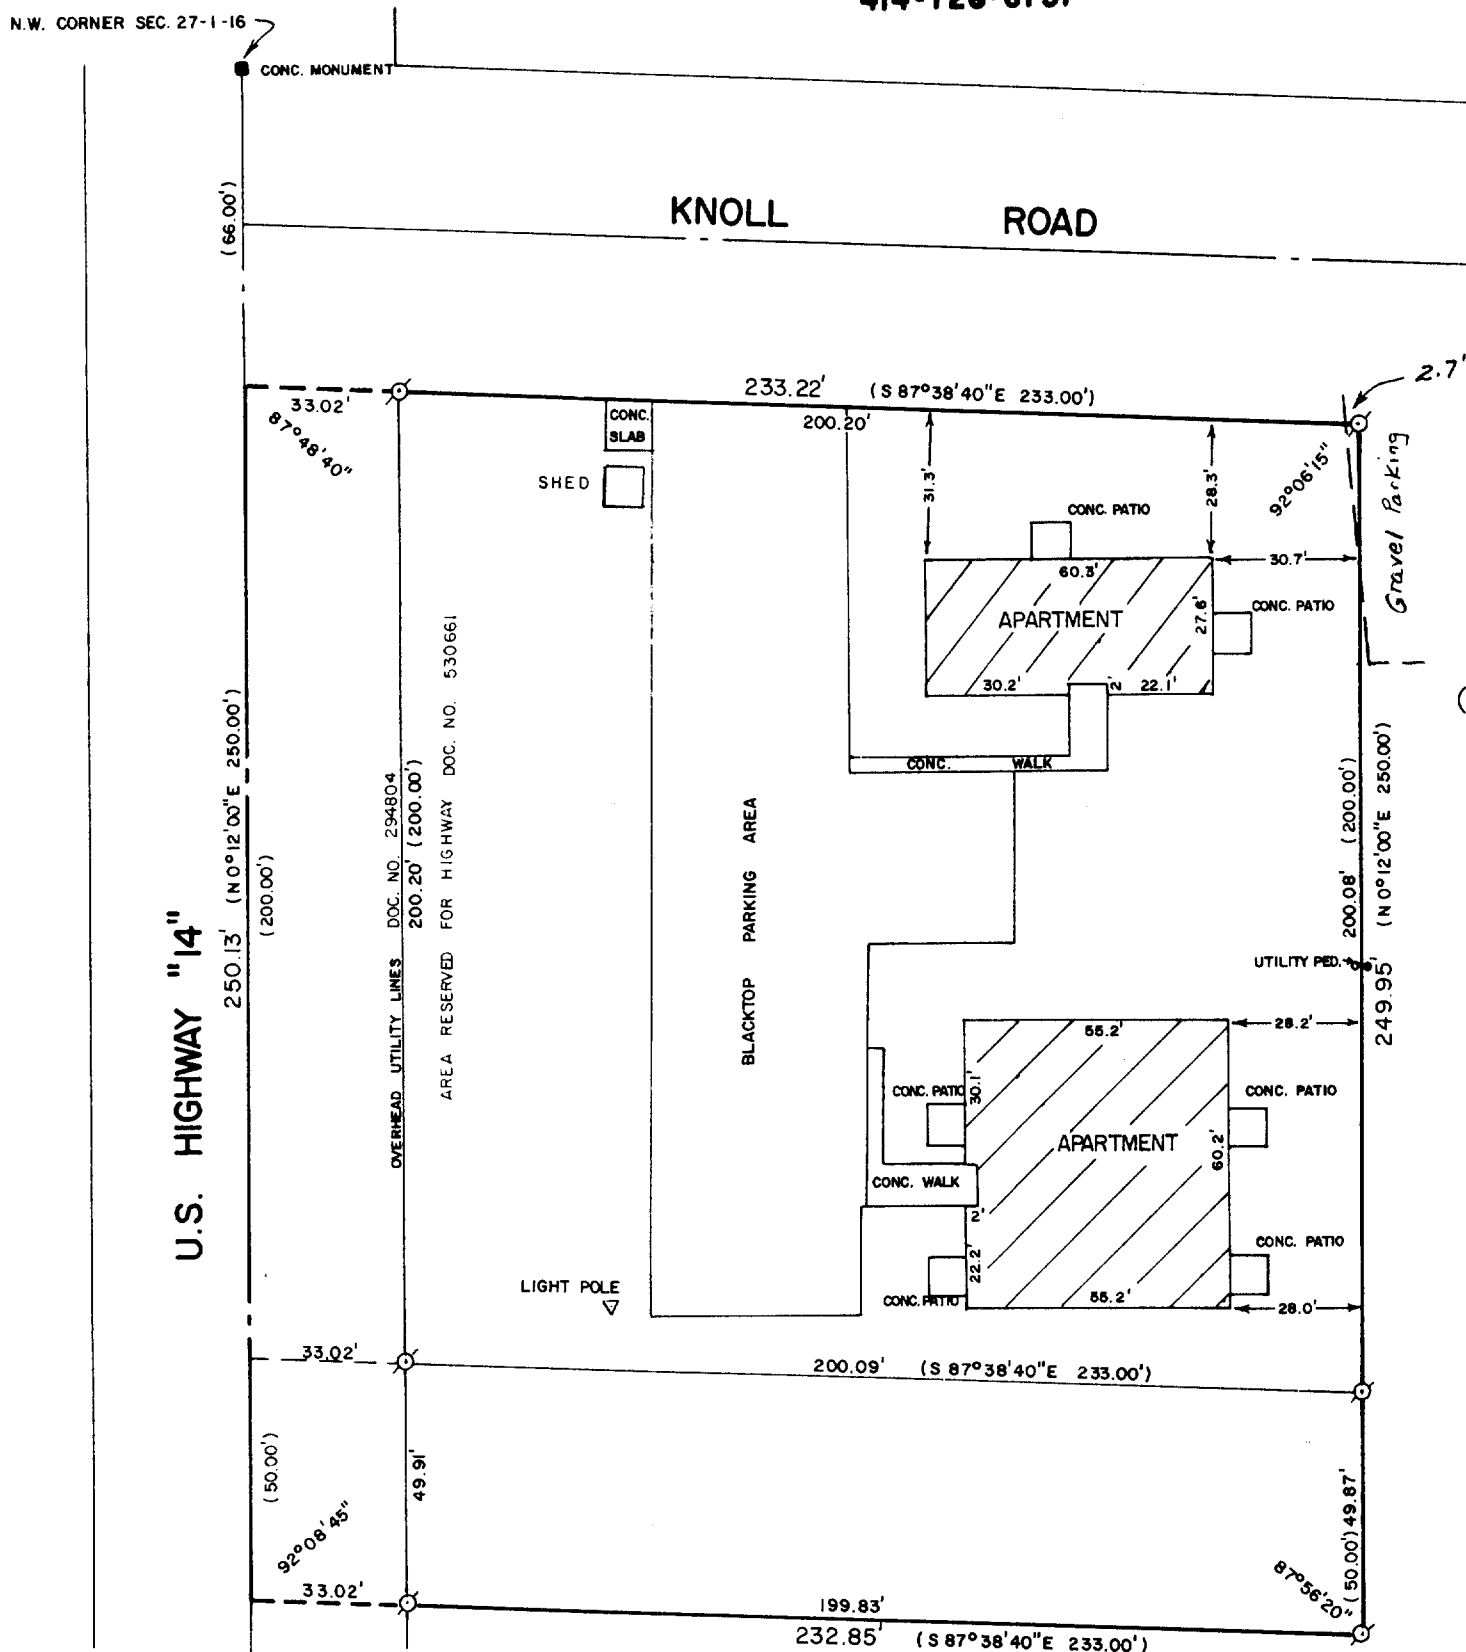 N.W. CORNER SEC. 27-1-16
CONC. MONUMENT
(66.00')
KNOLL ROAD
2.7'
33.02'
233.22' (S 87°38'40"E 233.00')
200.20'
87°48'40"
CONC.
SLAB
SHED
31.3'
28.3'
92°06'15"
Gravel Parking
CONC. PATIO
30.7'
60.3'
CONC. PATIO
27.6'
APARTMENT
30.2'
2'
22.1'
CONC. WALK
U.S. HIGHWAY "14"
250.13' (N 0°12'00"E 250.00')
(200.00')
OVERHEAD UTILITY LINES DOC. NO. 294804
200.20' (200.00')
AREA RESERVED FOR HIGHWAY DOC. NO. 530661
BLACKTOP PARKING AREA
200.08' (200.00')
249.95' (N 0°12'00"E 250.00')
UTILITY PED.
55.2'
28.2'
CONC. PATIO
30.1'
CONC. PATIO
APARTMENT
60.2'
CONC. WALK
2'
22.2'
CONC. PATIO
CONC. PATIO
LIGHT POLE
55.2'
28.0'
33.02'
200.09' (S 87°38'40"E 233.00')
(50.00')
49.91'
(50.00') 49.87'
92°08'45"
87°56'20"
33.02'
199.83'
232.85' (S 87°38'40"E 233.00')